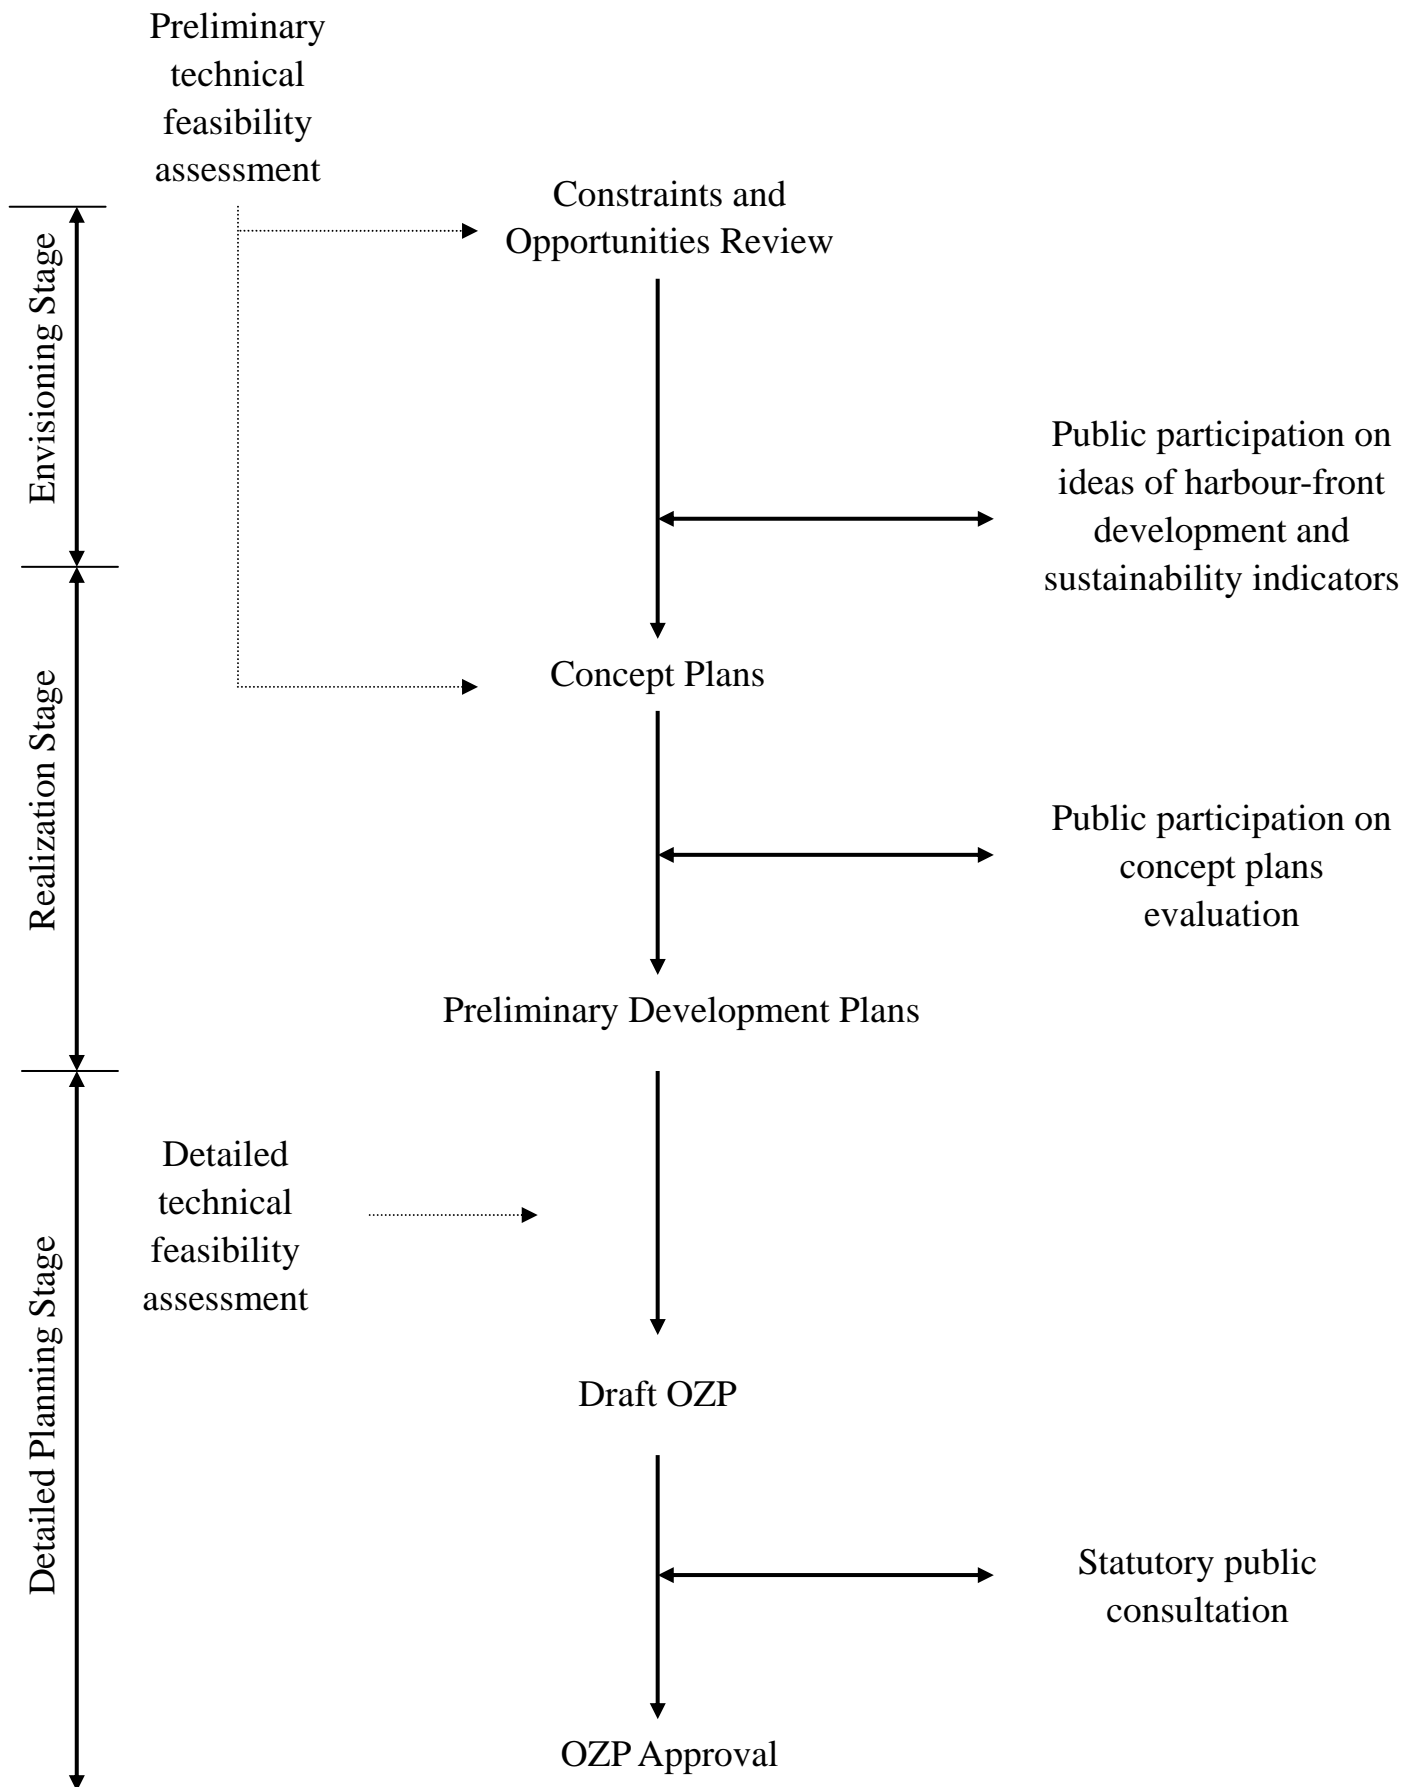 Preliminary
technical
feasibility
assessment
Constraints and
Opportunities Review
Envisioning Stage
Public participation on
ideas of harbour-front
development and
sustainability indicators
Concept Plans
Realization Stage
Public participation on
concept plans
evaluation
Preliminary Development Plans
Detailed
technical
feasibility
assessment
Detailed Planning Stage
Draft OZP
Statutory public
consultation
OZP Approval